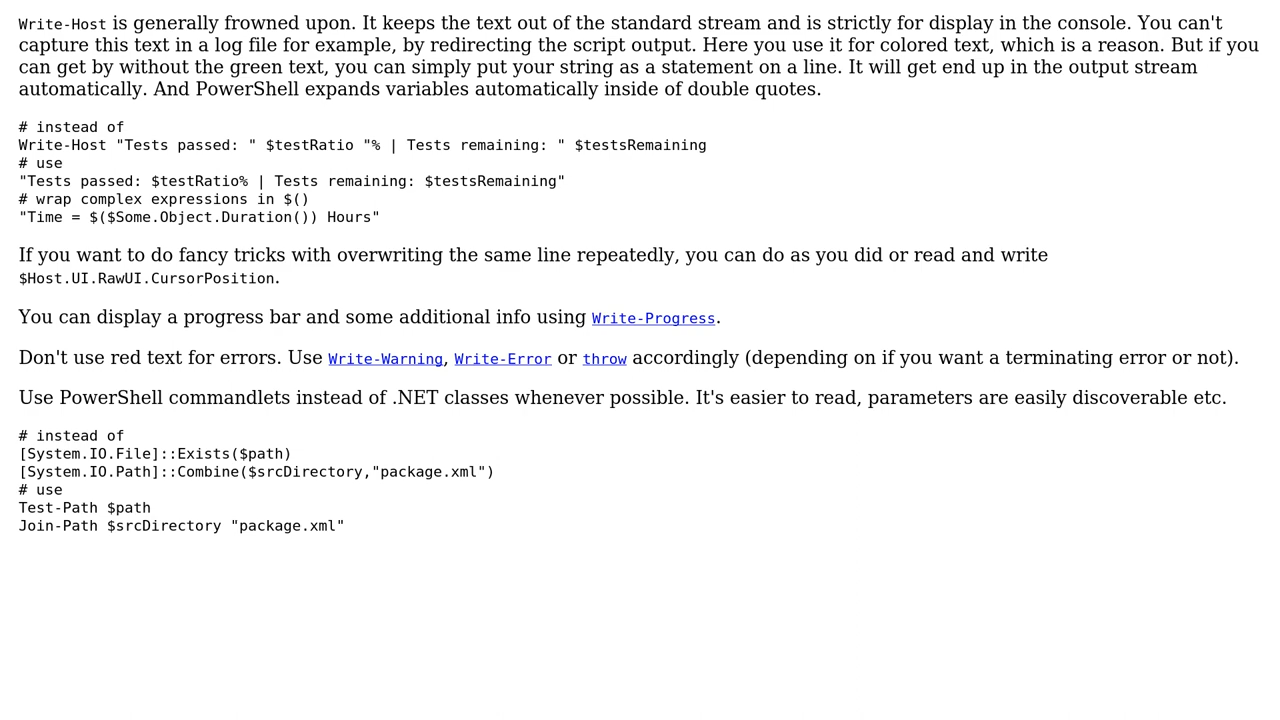 Write-Host is generally frowned upon. It keeps the text out of the standard stream and is strictly for display in the console. You can't
capture this text in a log file for example, by redirecting the script output. Here you use it for colored text, which is a reason. But if you
can get by without the green text, you can simply put your string as a statement on a line. It will get end up in the output stream
automatically. And PowerShell expands variables automatically inside of double quotes.
# instead of
Write-Host "Tests passed: " $testRatio "% | Tests remaining: " $testsRemaining
# use
"Tests passed: $testRatio% | Tests remaining: $testsRemaining"
# wrap complex expressions in $()
"Time = $($Some.Object.Duration()) Hours"
If you want to do fancy tricks with overwriting the same line repeatedly, you can do as you did or read and write
$Host.UI.RawUI.CursorPosition.
You can display a progress bar and some additional info using Write-Progress.
Don't use red text for errors. Use Write-Warning, Write-Error or throw accordingly (depending on if you want a terminating error or not).
Use PowerShell commandlets instead of .NET classes whenever possible. It's easier to read, parameters are easily discoverable etc.
# instead of
[System.IO.File]::Exists($path)
[System.IO.Path]::Combine($srcDirectory,"package.xml")
# use
Test-Path $path
Join-Path $srcDirectory "package.xml"